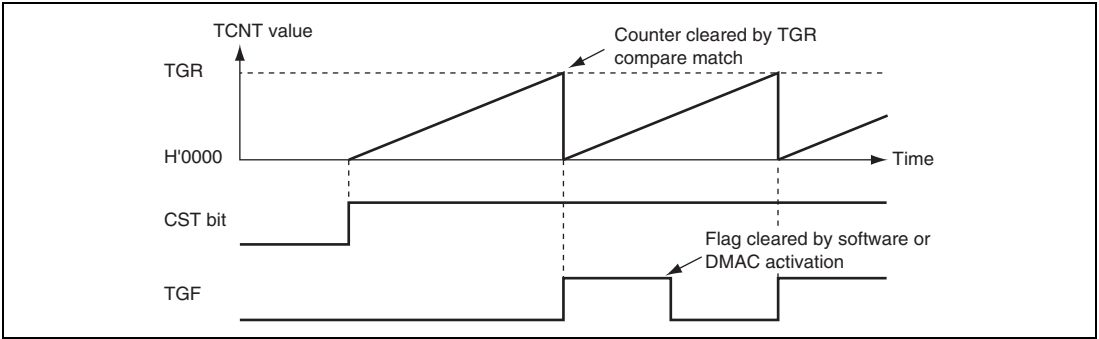 TCNT value
Counter cleared by TGR
compare match
TGR
H'0000
Time
CST bit
Flag cleared by software or
DMAC activation
TGF